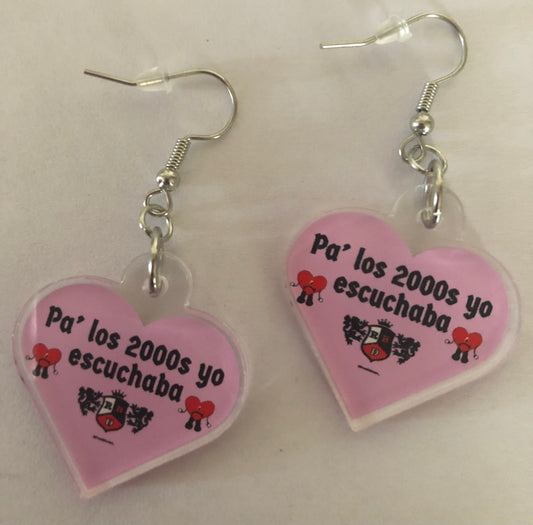 Pa' los 2000s yo
escuchaba
R B
D
Pa' los 2000s yo
escuchaba
R B
D